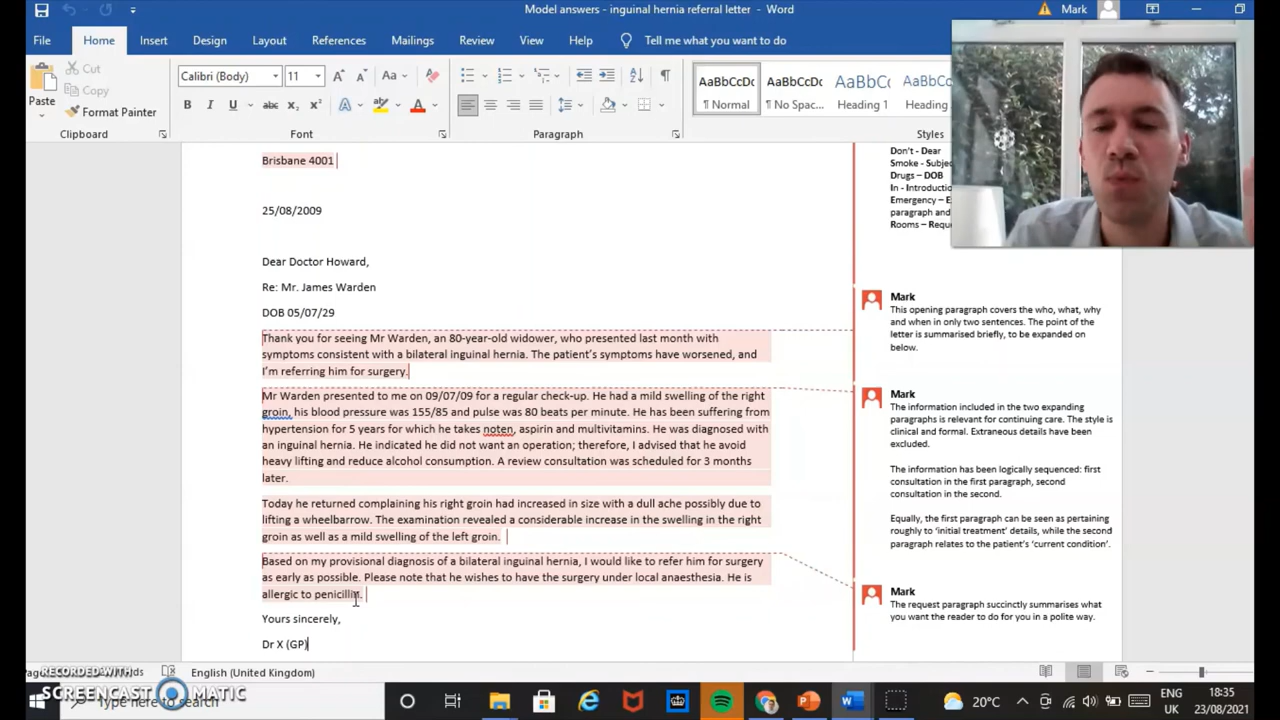 Model answers - inguinal hernia referral letter - Word
Mark
File
Home
Insert
Design
Layout
References
Mailings
Review
View
Help
Tell me what you want to do
Paste
Cut
Copy
Format Painter
Clipboard
Calibri (Body)
11
Font
Paragraph
AaBbCcDc
¶ Normal
AaBbCcDc
¶ No Spac...
AaBbC
Heading 1
AaBbC
Heading
Styles
Brisbane 4001
25/08/2009
Dear Doctor Howard,
Re: Mr. James Warden
DOB 05/07/29
Thank you for seeing Mr Warden, an 80-year-old widower, who presented last month with
symptoms consistent with a bilateral inguinal hernia. The patient's symptoms have worsened, and
I'm referring him for surgery.
Mr Warden presented to me on 09/07/09 for a regular check-up. He had a mild swelling of the right
groin, his blood pressure was 155/85 and pulse was 80 beats per minute. He has been suffering from
hypertension for 5 years for which he takes noten, aspirin and multivitamins. He was diagnosed with
an inguinal hernia. He indicated he did not want an operation; therefore, I advised that he avoid
heavy lifting and reduce alcohol consumption. A review consultation was scheduled for 3 months
later.
Today he returned complaining his right groin had increased in size with a dull ache possibly due to
lifting a wheelbarrow. The examination revealed a considerable increase in the swelling in the right
groin as well as a mild swelling of the left groin.
Based on my provisional diagnosis of a bilateral inguinal hernia, I would like to refer him for surgery
as early as possible. Please note that he wishes to have the surgery under local anaesthesia. He is
allergic to penicillin.
Yours sincerely,
Dr X (GP)
Don't - Dear
Smoke - Subje
Drugs – DOB
In - Introducti
Emergency – E
paragraph and
Rooms – Requ
Mark
This opening paragraph covers the who, what, why
and when in only two sentences. The point of the
letter is summarised briefly, to be expanded on
below.
Mark
The information included in the two expanding
paragraphs is relevant for continuing care. The style is
clinical and formal. Extraneous details have been
excluded.
The information has been logically sequenced: first
consultation in the first paragraph, second
consultation in the second.
Equally, the first paragraph can be seen as pertaining
roughly to 'initial treatment' details, while the second
paragraph relates to the patient's 'current condition'.
Mark
The request paragraph succinctly summarises what
you want the reader to do for you in a polite way.
English (United Kingdom)
RECORDED WITH
SCREENCAST MATIC
Type here to search
20°C
ENG
UK
18:35
23/08/2021